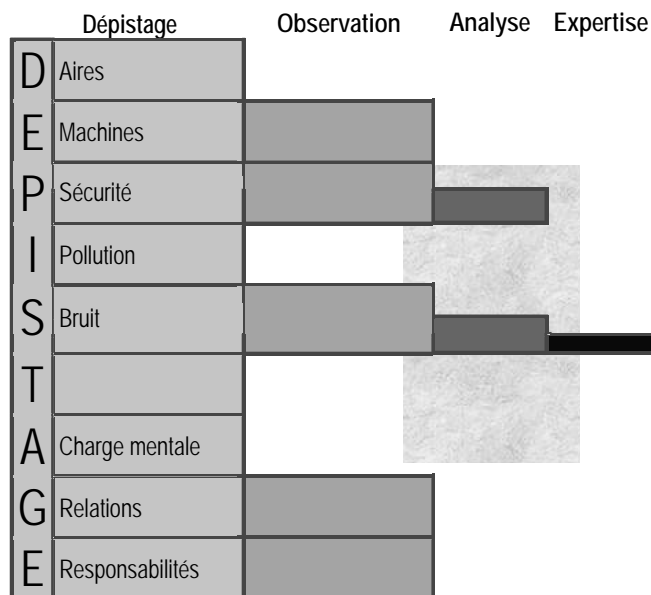 Dépistage Observation Analyse Expertise
D Aires
E Machines
P Sécurité
I Pollution
S Bruit
T
A Charge mentale
G Relations
E Responsabilités